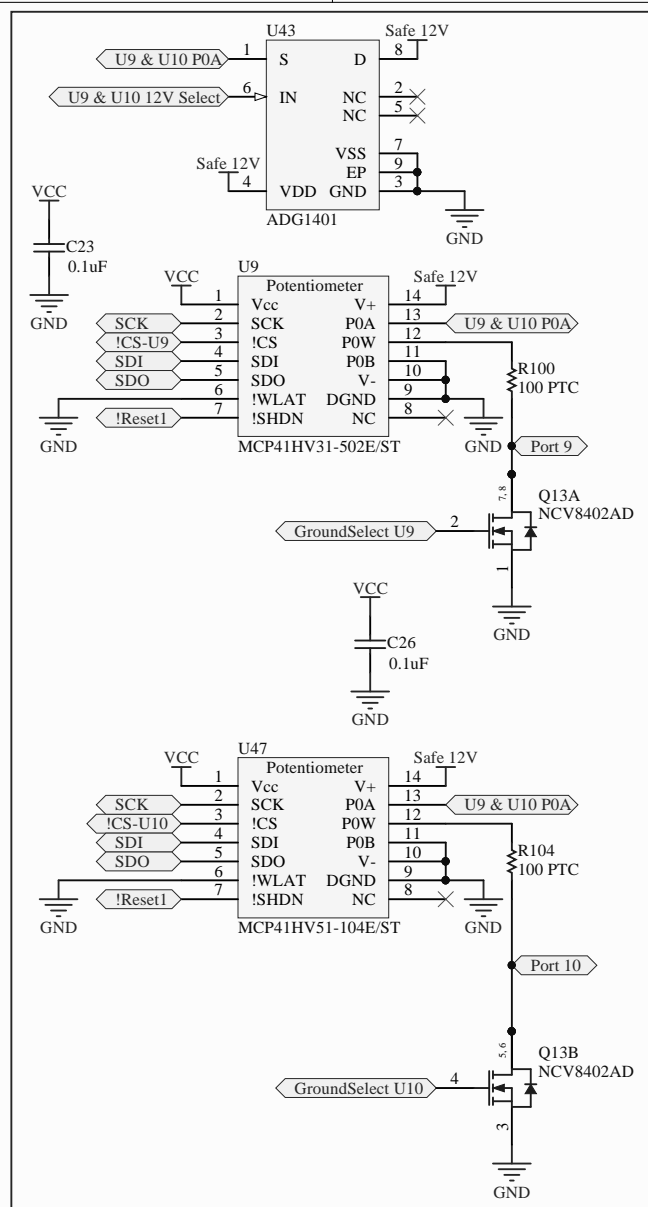 U43
Safe 12V
U9 & U10 P0A
1
S
D
8
U9 & U10 12V Select
6
IN
NC
2
NC
5
VSS
7
EP
9
Safe 12V
4
VDD
GND
3
ADG1401
GND
VCC
C23
0.1uF
GND
U9
VCC
Potentiometer
Safe 12V
1
Vcc
V+
14
SCK
2
SCK
P0A
13
U9 & U10 P0A
!CS-U9
3
!CS
P0W
12
SDI
4
SDI
P0B
11
SDO
5
SDO
V-
10
6
!WLAT
DGND
9
!Reset1
7
!SHDN
NC
8
GND
GND
MCP41HV31-502E/ST
R100
100 PTC
Port 9
7, 8
Q13A
NCV8402AD
GroundSelect U9
2
1
GND
VCC
C26
0.1uF
GND
U47
VCC
Potentiometer
Safe 12V
1
Vcc
V+
14
SCK
2
SCK
P0A
13
U9 & U10 P0A
!CS-U10
3
!CS
P0W
12
SDI
4
SDI
P0B
11
SDO
5
SDO
V-
10
6
!WLAT
DGND
9
!Reset1
7
!SHDN
NC
8
GND
GND
MCP41HV51-104E/ST
R104
100 PTC
Port 10
5, 6
Q13B
NCV8402AD
GroundSelect U10
4
3
GND